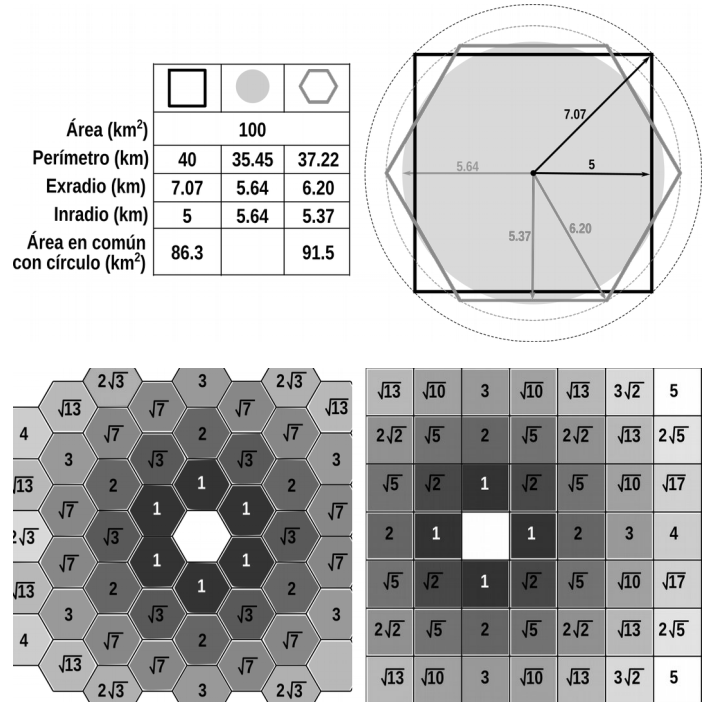 Área (km²) 100
Perímetro (km) 40 35.45 37.22
Exradio (km) 7.07 5.64 6.20
Inradio (km) 5 5.64 5.37
Área en común
con círculo (km²) 86.3 91.5
7.07
5.64 5
5.37 6.20
2√3 3 2√3
√13 √7 √7 √13
4 √7 2 √7
3 √3 √3 3
√13 2 1 2
√7 1 1 √7
2√3 √3 √3
√7 1 1 √7
√13 2 1 2
3 √3 √3 3
4 √7 2 √7
√13 √7 √7
2√3 3 2√3
√13 √10 3 √10 √13 3√2 5
2√2 √5 2 √5 2√2 √13 2√5
√5 √2 1 √2 √5 √10 √17
2 1 1 2 3 4
√5 √2 1 √2 √5 √10 √17
2√2 √5 2 √5 2√2 √13 2√5
√13 √10 3 √10 √13 3√2 5